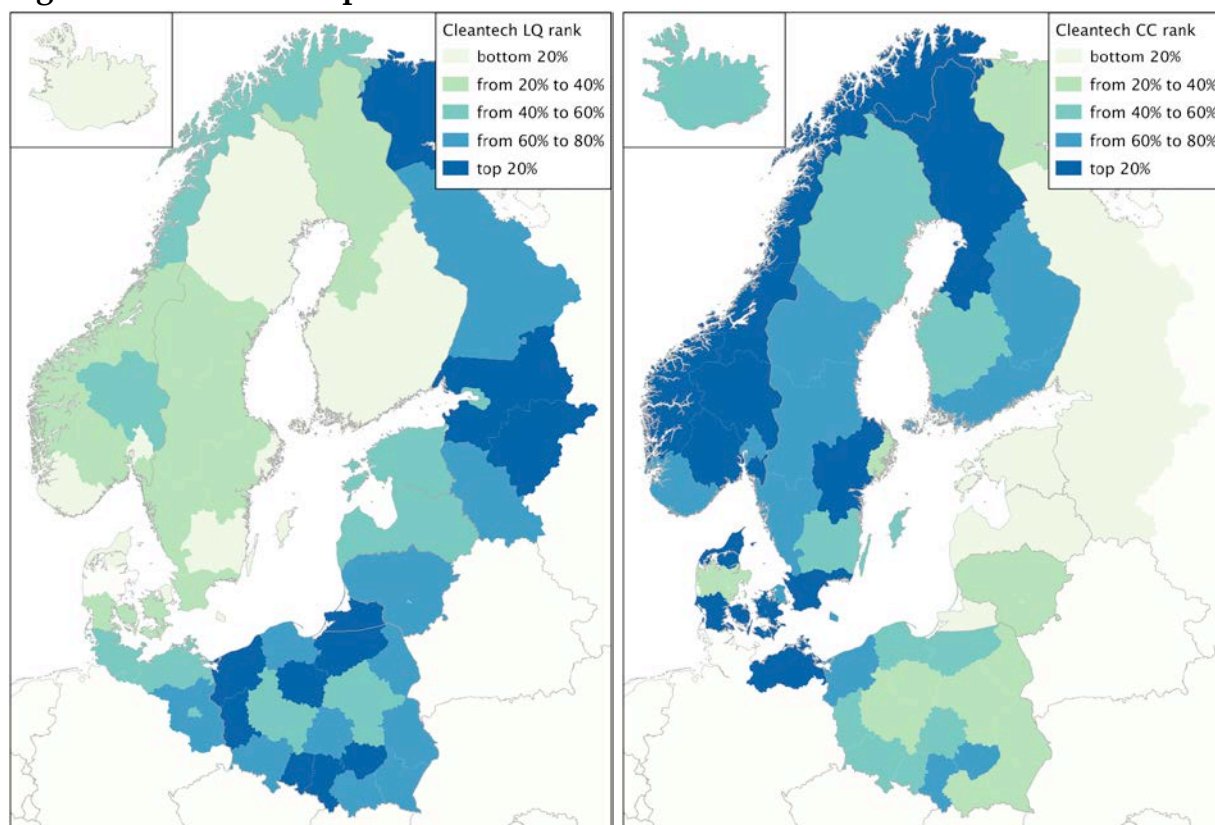 Cleantech LQ rank
bottom 20%
from 20% to 40%
from 40% to 60%
from 60% to 80%
top 20%
Cleantech CC rank
bottom 20%
from 20% to 40%
from 40% to 60%
from 60% to 80%
top 20%